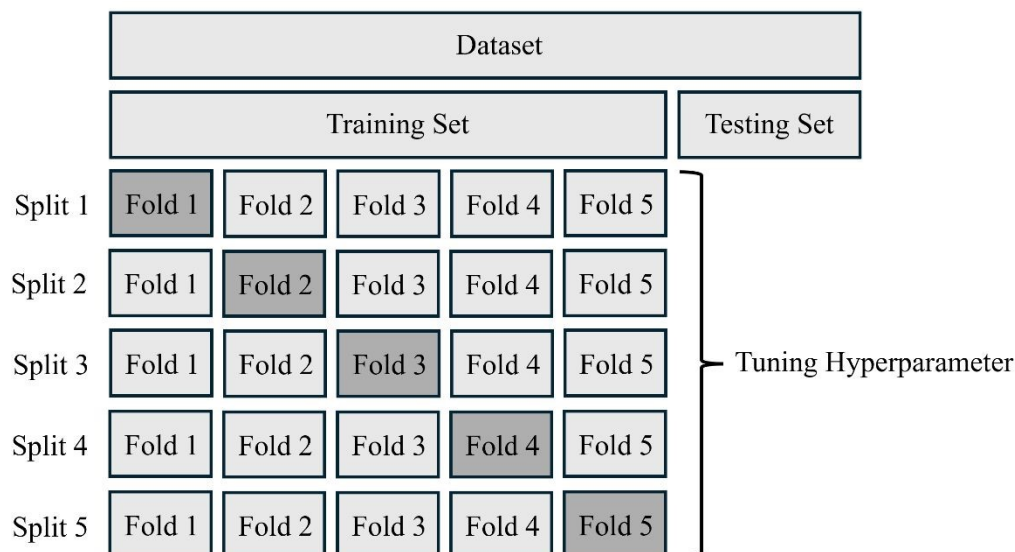 Dataset
Training Set Testing Set
Split 1 Fold 1 Fold 2 Fold 3 Fold 4 Fold 5
Split 2 Fold 1 Fold 2 Fold 3 Fold 4 Fold 5
Split 3 Fold 1 Fold 2 Fold 3 Fold 4 Fold 5
Tuning Hyperparameter
Split 4 Fold 1 Fold 2 Fold 3 Fold 4 Fold 5
Split 5 Fold 1 Fold 2 Fold 3 Fold 4 Fold 5